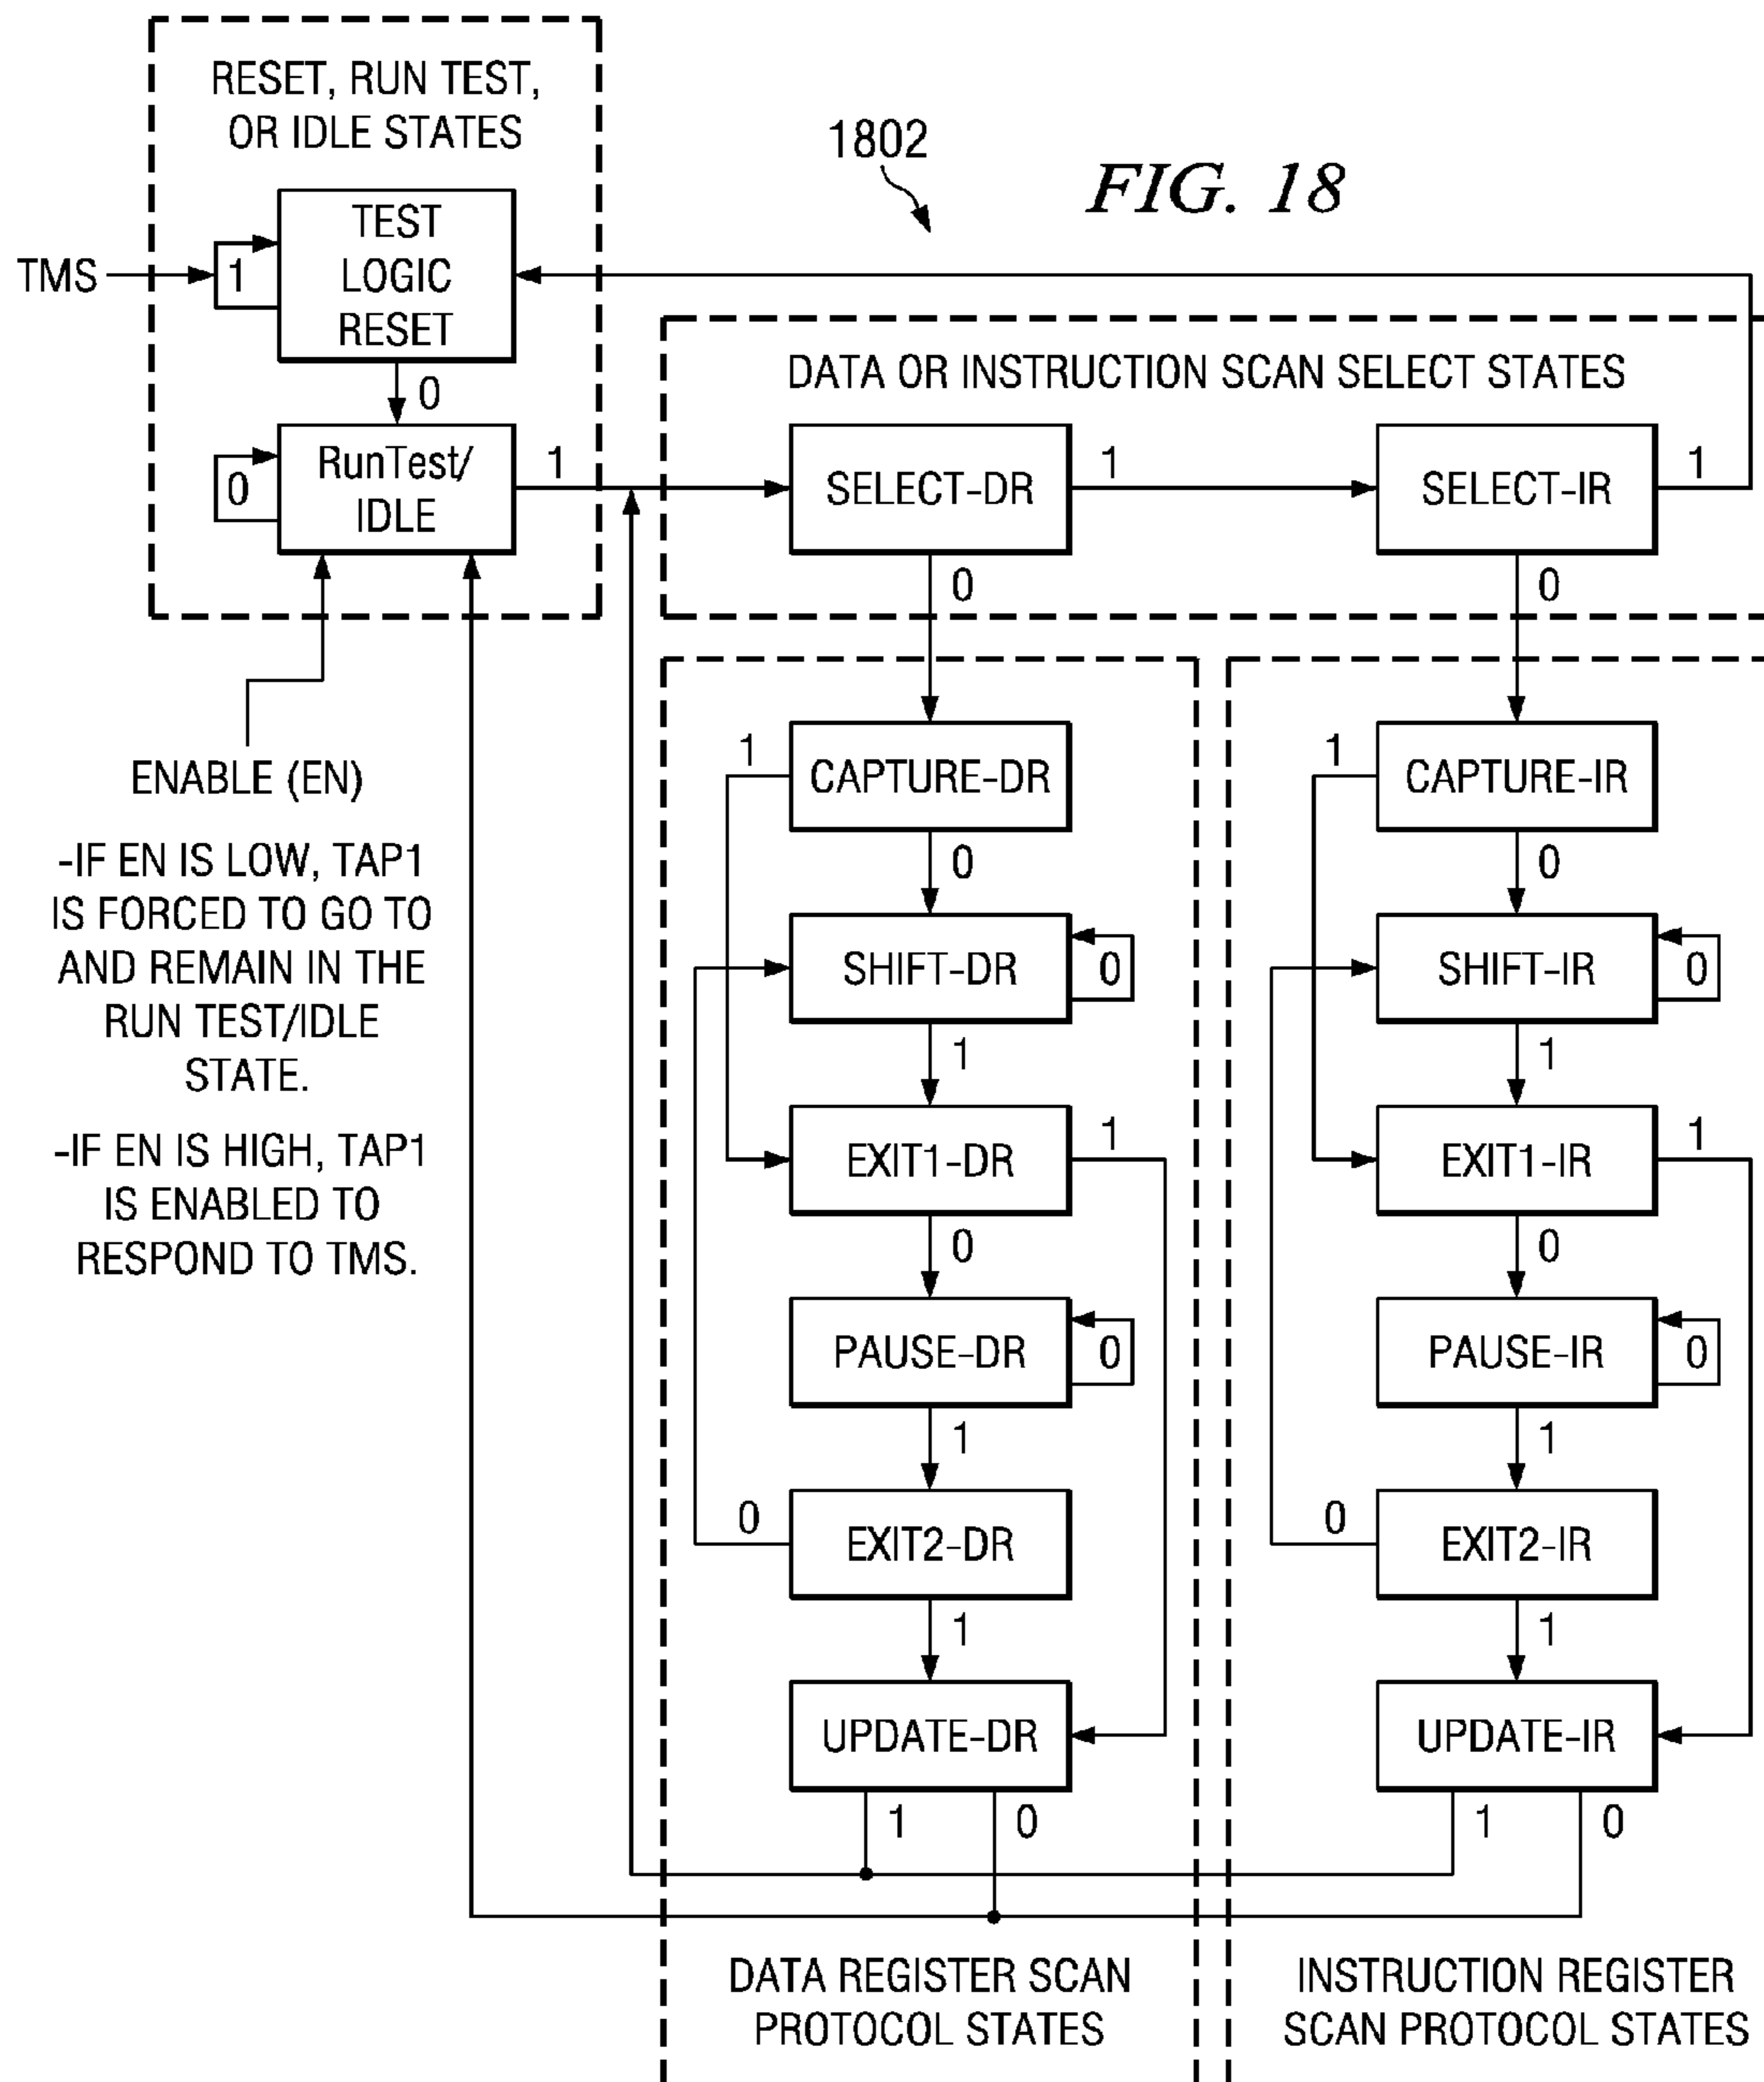 RESET, RUN TEST,
OR IDLE STATES
1802
FIG. 18
TMS
1
TEST
LOGIC
RESET
0
DATA OR INSTRUCTION SCAN SELECT STATES
0
RunTest/
IDLE
1
SELECT-DR
1
SELECT-IR
1
0
0
ENABLE (EN)
-IF EN IS LOW, TAP1
IS FORCED TO GO TO
AND REMAIN IN THE
RUN TEST/IDLE
STATE.
-IF EN IS HIGH, TAP1
IS ENABLED TO
RESPOND TO TMS.
1
CAPTURE-DR
0
SHIFT-DR
0
1
EXIT1-DR
1
0
PAUSE-DR
0
1
0
EXIT2-DR
1
UPDATE-DR
1
0
DATA REGISTER SCAN
PROTOCOL STATES
1
CAPTURE-IR
0
SHIFT-IR
0
1
EXIT1-IR
1
0
PAUSE-IR
0
1
0
EXIT2-IR
1
UPDATE-IR
1
0
INSTRUCTION REGISTER
SCAN PROTOCOL STATES